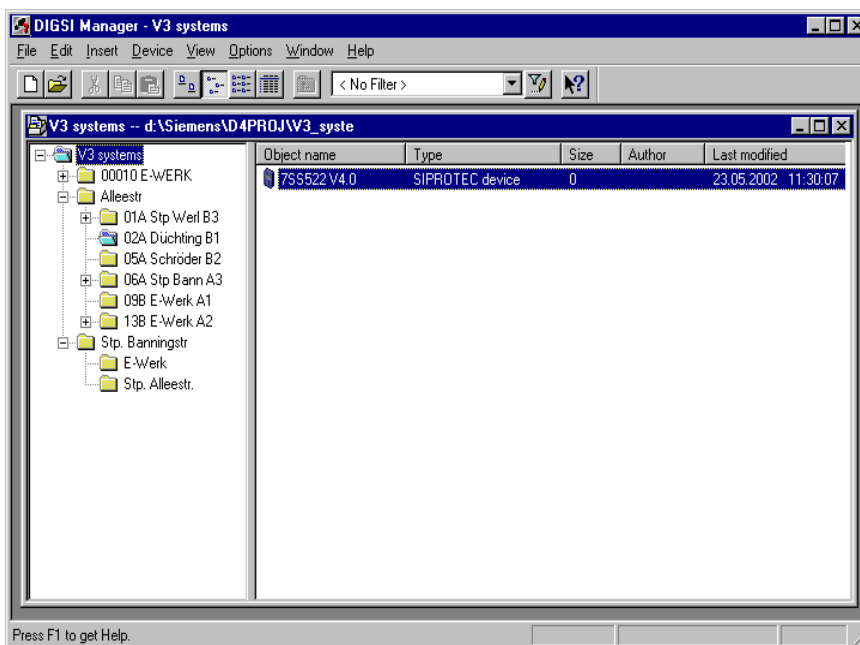 DIGSI Manager - V3 systems
File Edit Insert Device View Options Window Help
< No Filter >
V3 systems -- d:\Siemens\D4PROJ\V3_syste
V3 systems
00010 E-WERK
Alleestr
01A Stp Werl B3
02A Düchting B1
05A Schröder B2
06A Stp Bann A3
09B E-Werk A1
13B E-Werk A2
Stp. Banningstr
E-Werk
Stp. Alleestr.
Object name Type Size Author Last modified
7SS522 V4.0 SIPROTEC device 0 23.05.2002 11:30:07
Press F1 to get Help.